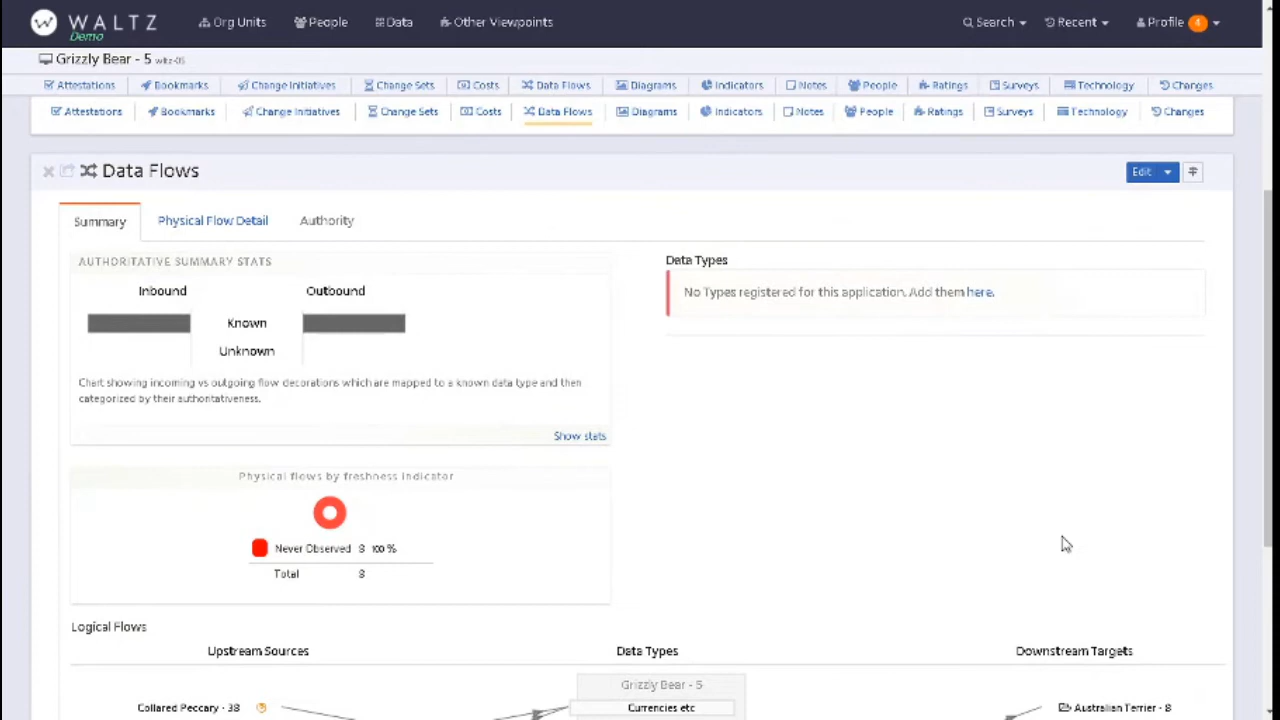 WALTZ Org Units People Data Other Viewpoints Search Recent Profile 4
Demo
Grizzly Bear - 5 wltz-05
Attestations Bookmarks Change Initiatives Change Sets Costs Data Flows Diagrams Indicators Notes People Ratings Surveys Technology Changes
Attestations Bookmarks Change Initiatives Change Sets Costs Data Flows Diagrams Indicators Notes People Ratings Surveys Technology Changes
Data Flows Edit
Summary Physical Flow Detail Authority
AUTHORITATIVE SUMMARY STATS
Inbound Outbound
Known
Unknown
Chart showing incoming vs outgoing flow decorations which are mapped to a known data type and then
categorized by their authoritativeness.
Show stats
Data Types
No Types registered for this application. Add them here.
Physical flows by freshness indicator
Never Observed 8 100 %
Total 8
Logical Flows
Upstream Sources Data Types Downstream Targets
Grizzly Bear - 5
Collared Peccary - 38 Currencies etc Australian Terrier - 8